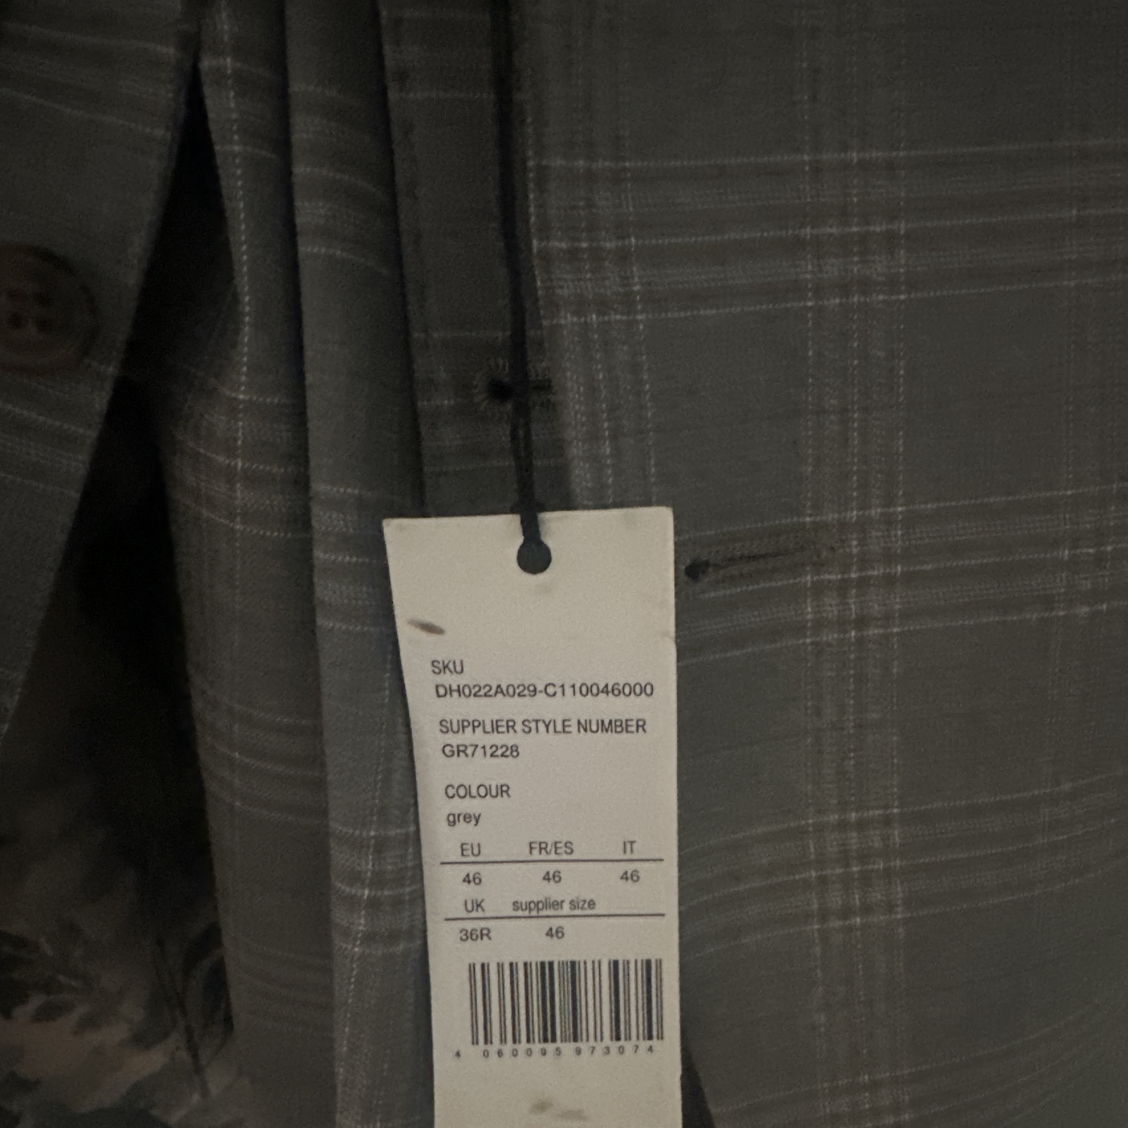 SKU
DH022A029-C110046000
SUPPLIER STYLE NUMBER
GR71228
COLOUR
grey
EU FR/ES IT
46 46 46
UK supplier size
36R 46
4 060095 973074